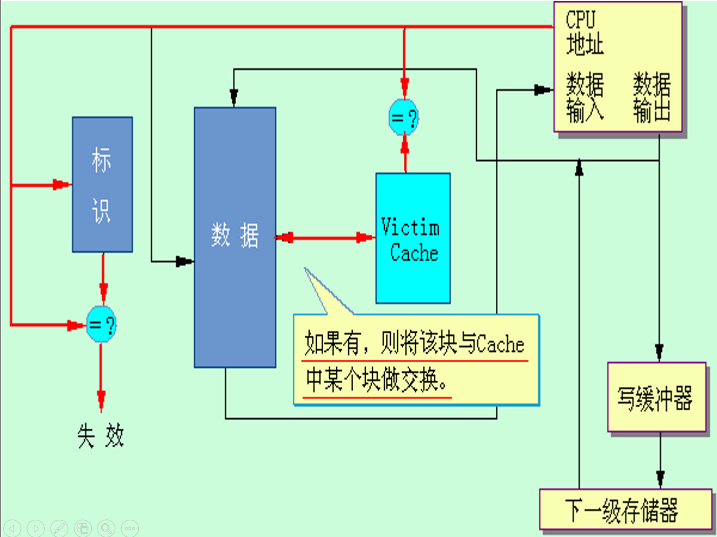 CPU
地址
数据 数据
输入 输出
=?
标
识
数 据
Victim
Cache
=?
如果有，则将该块与Cache
中某个块做交换。
写缓冲器
失 效
下一级存储器